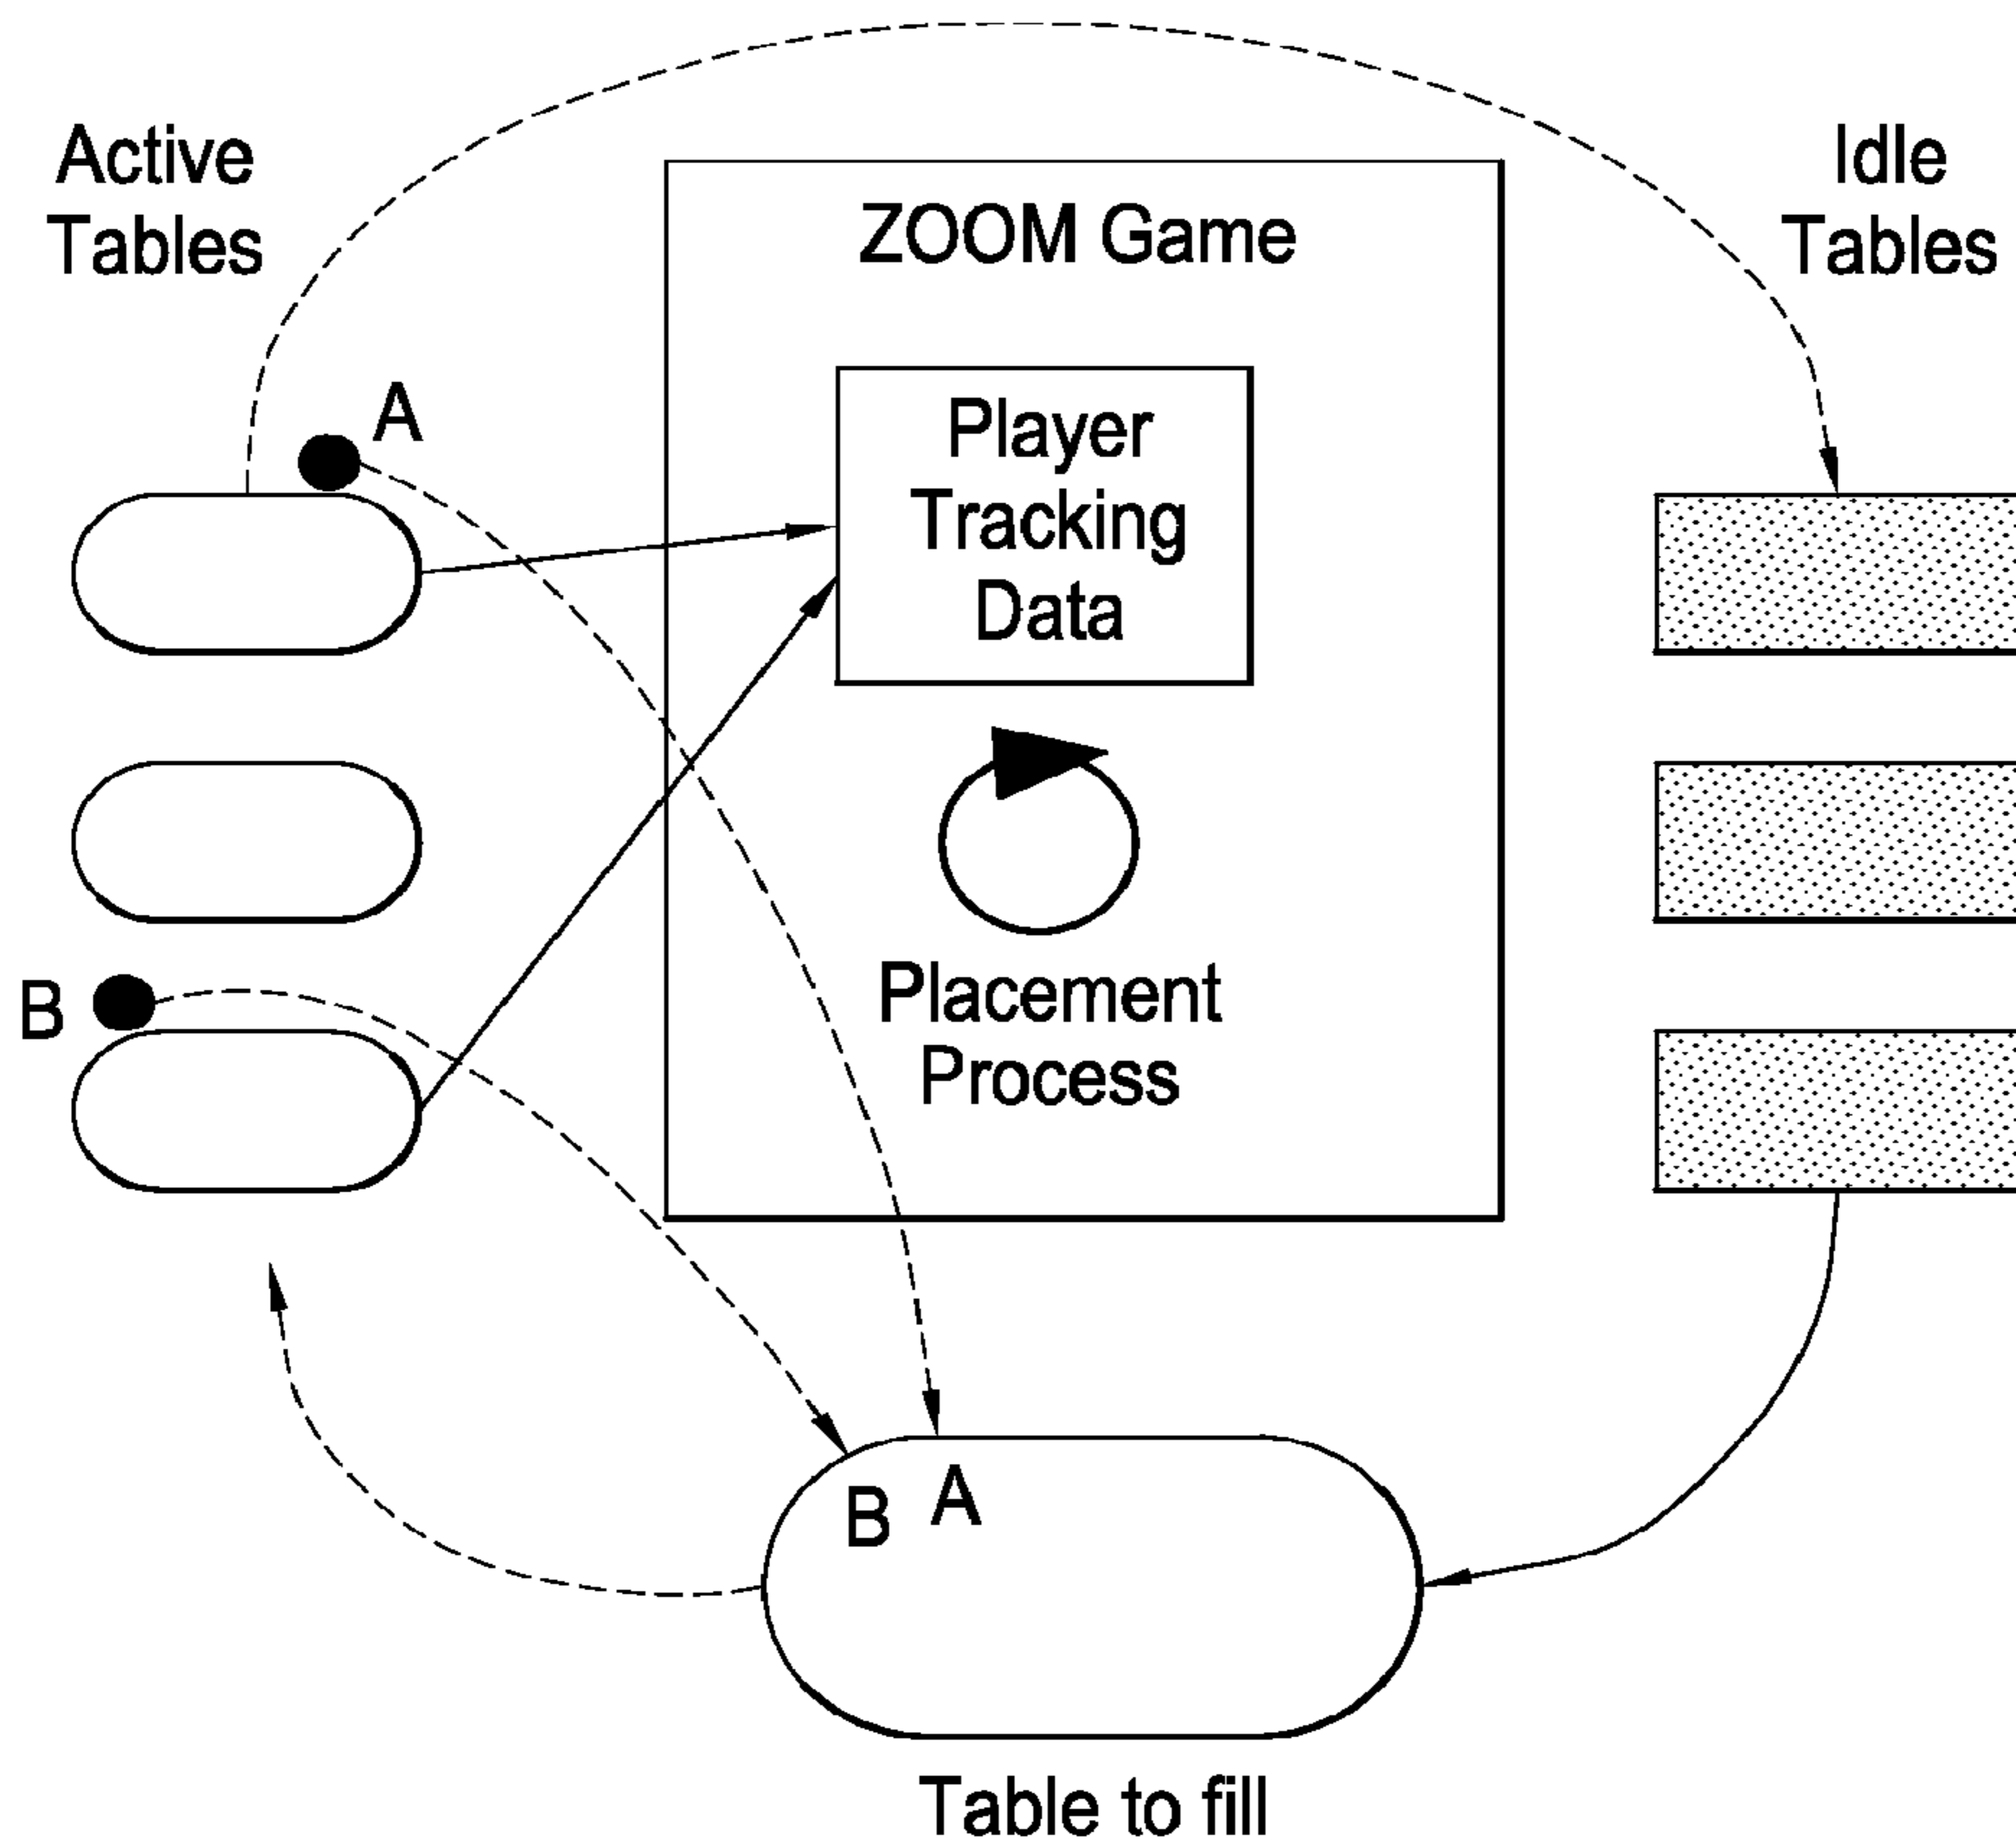 Active
Tables
ZOOM Game
Idle
Tables
A
Player
Tracking
Data
B
Placement
Process
B
A
Table to fill